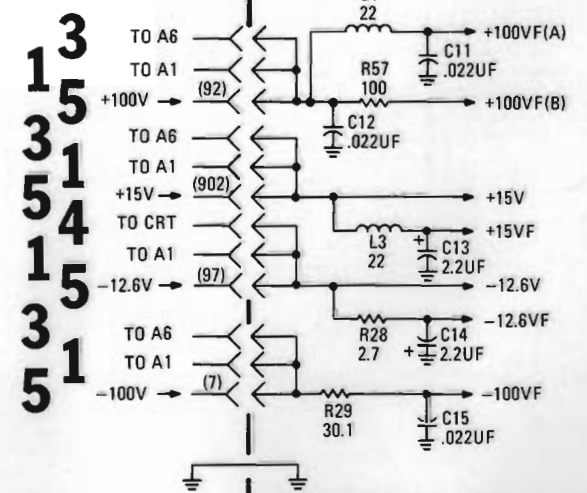 22
3 TO A6 +100VF(A)
C11
1 TO A1 R57 .022UF
5 +100V (92) 100 +100VF(B)
C12
3 TO A6 .022UF
1 TO A1
5 +15V (902) +15V
4 TO CRT +15VF
1 TO A1 L3 + C13
22 2.2UF
5 -12.6V (97) -12.6V
3 TO A6 R28 C14 -12.6VF
2.7 + 2.2UF
1 TO A1
5 -100V (7) -100VF
R29 C15
30.1 .022UF